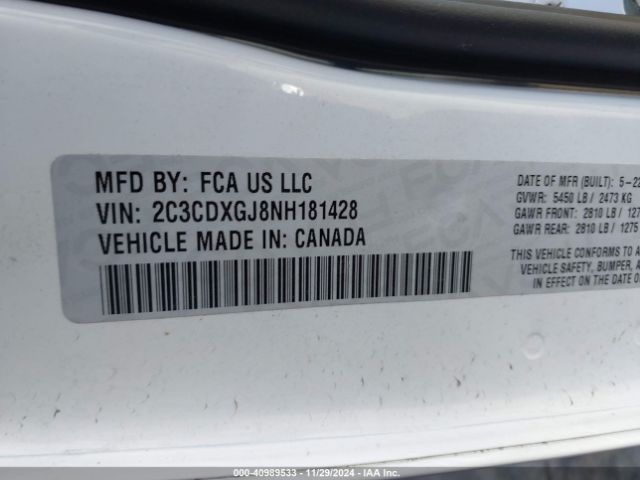 MFD BY: FCA US LLC
VIN: 2C3CDXGJ8NH181428
VEHICLE MADE IN: CANADA
DATE OF MFR (BUILT): 5-22
GVWR: 5450 LB / 2473 KG
GAWR FRONT: 2810 LB / 127
GAWR REAR: 2810 LB / 1275
THIS VEHICLE CONFORMS TO A
VEHICLE SAFETY, BUMPER, A
IN EFFECT ON THE DATE O
© - 40989533 - 11/29/2024 - IAA Inc.